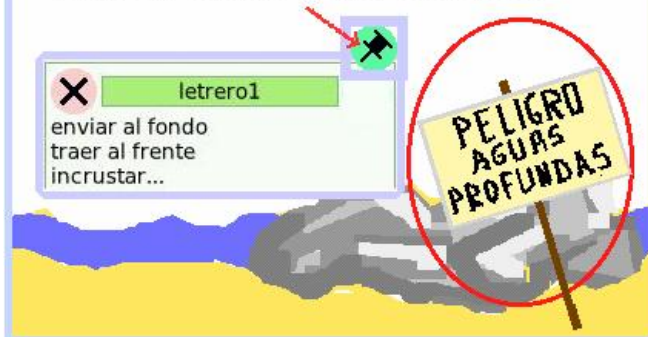 letrero1
enviar al fondo
traer al frente
incrustar...
PELIGRO
AGUAS
PROFUNDAS